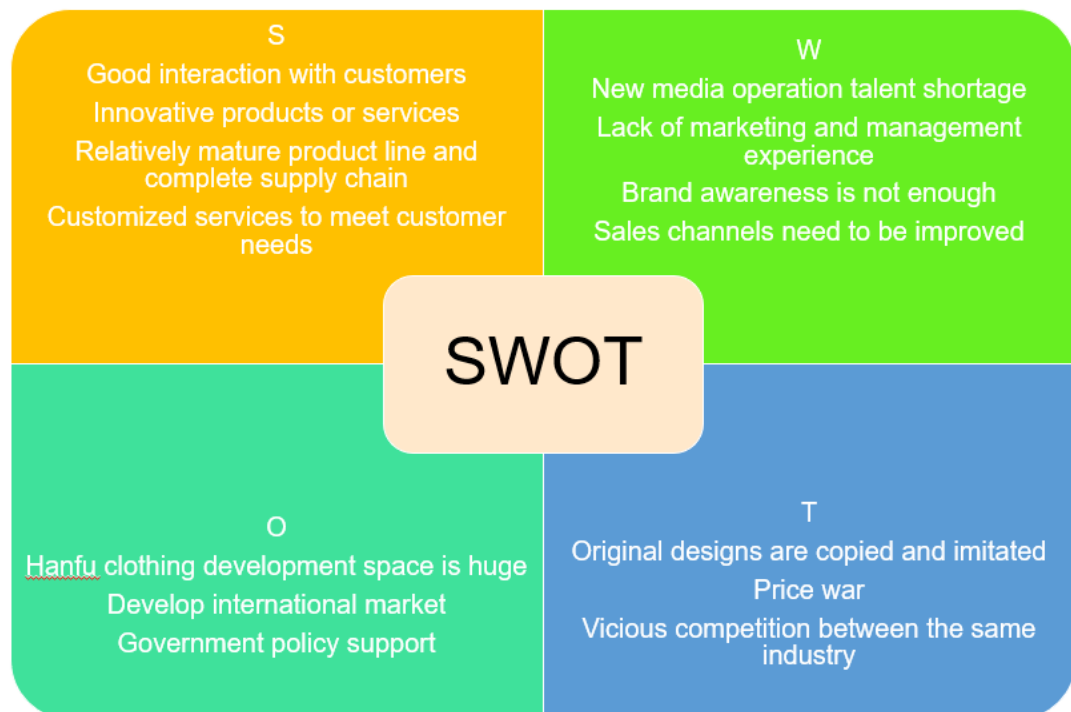 S
Good interaction with customers
Innovative products or services
Relatively mature product line and
complete supply chain
Customized services to meet customer
needs
W
New media operation talent shortage
Lack of marketing and management
experience
Brand awareness is not enough
Sales channels need to be improved
SWOT
O
Hanfu clothing development space is huge
Develop international market
Government policy support
T
Original designs are copied and imitated
Price war
Vicious competition between the same
industry